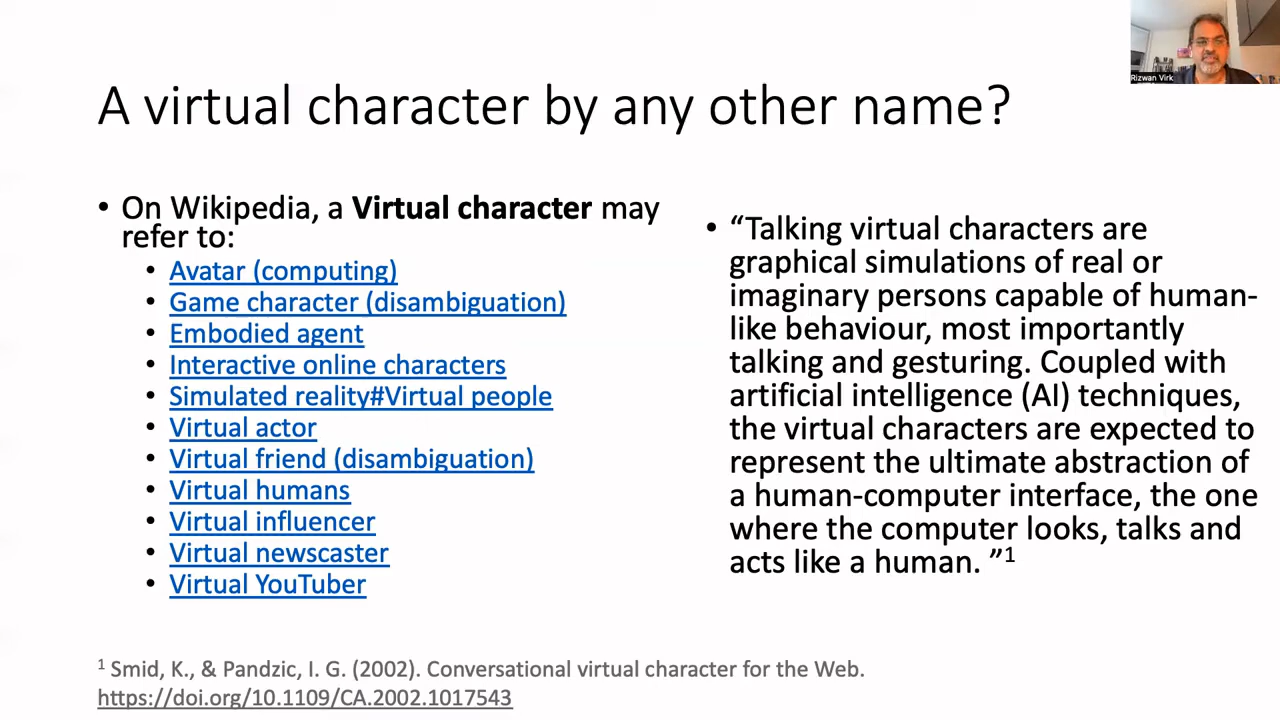 Rizwan Virk
A virtual character by any other name?
• On Wikipedia, a Virtual character may
refer to:
• Avatar (computing)
• Game character (disambiguation)
• Embodied agent
• Interactive online characters
• Simulated reality#Virtual people
• Virtual actor
• Virtual friend (disambiguation)
• Virtual humans
• Virtual influencer
• Virtual newscaster
• Virtual YouTuber
• “Talking virtual characters are
graphical simulations of real or
imaginary persons capable of human-
like behaviour, most importantly
talking and gesturing. Coupled with
artificial intelligence (AI) techniques,
the virtual characters are expected to
represent the ultimate abstraction of
a human-computer interface, the one
where the computer looks, talks and
acts like a human. ”1
1 Smid, K., & Pandzic, I. G. (2002). Conversational virtual character for the Web.
https://doi.org/10.1109/CA.2002.1017543